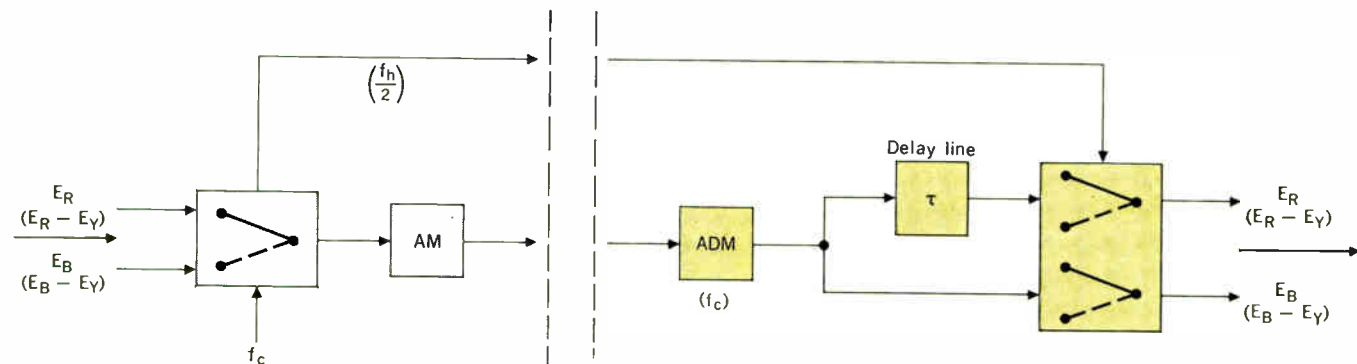 (f_h/2)
Delay line
E_R
(E_R − E_Y)
E_B
(E_B − E_Y)
AM
f_c
ADM
(f_c)
τ
E_R
(E_R − E_Y)
E_B
(E_B − E_Y)